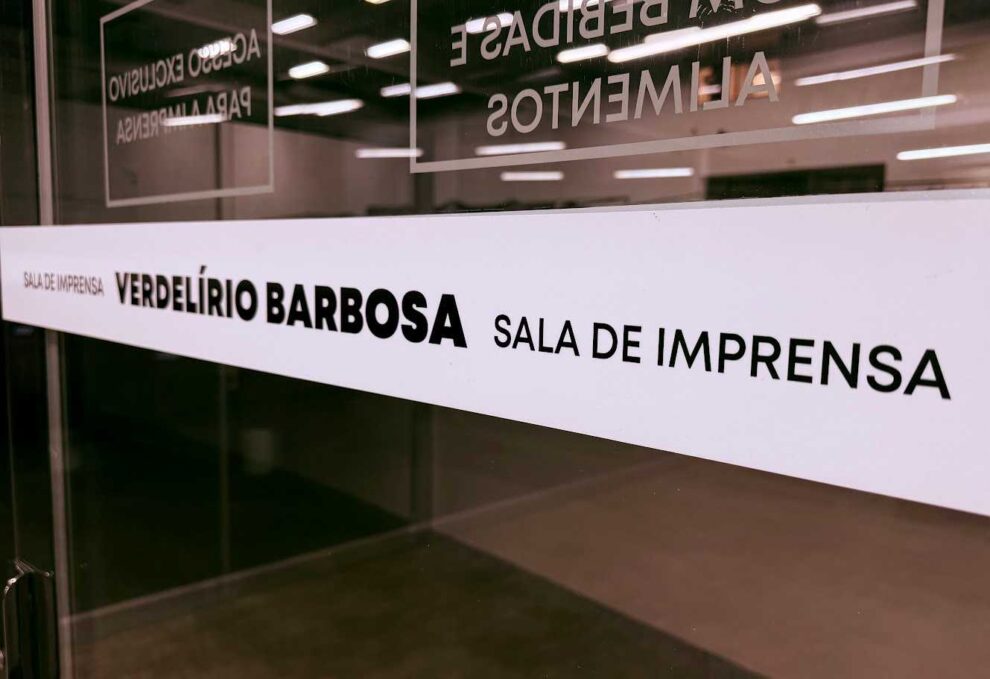 ACESSO EXCLUSIVO
PARA A IMPRENSA
BEBIDAS E
ALIMENTOS
SALA DE IMPRENSA VERDELÍRIO BARBOSA SALA DE IMPRENSA